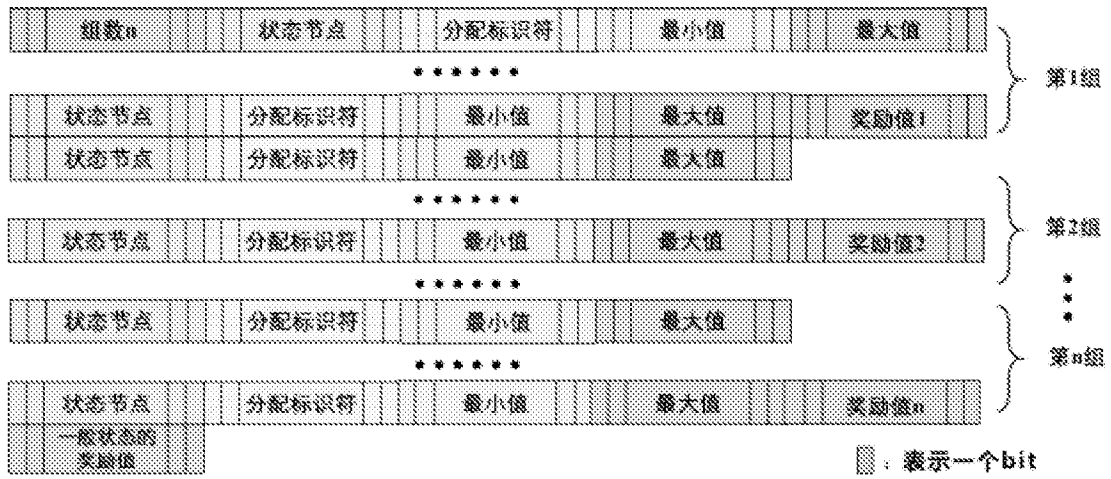 组数n 状态节点 分配标识符 最小值 最大值
......
第1组
状态节点 分配标识符 最小值 最大值 奖励值1
状态节点 分配标识符 最小值 最大值
......
第2组
状态节点 分配标识符 最小值 最大值 奖励值2
......
状态节点 分配标识符 最小值 最大值
......
第n组
状态节点 分配标识符 最小值 最大值 奖励值n
一般状态的
奖励值
：表示一个bit